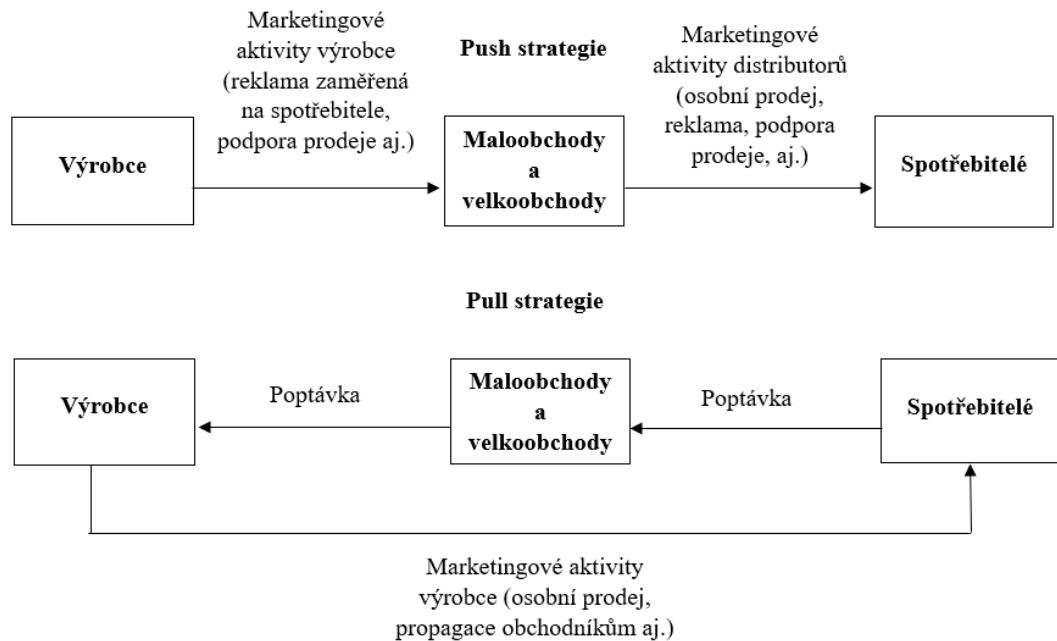 Marketingové
aktivity výrobce
(reklama zaměřená
na spotřebitele,
podpora prodeje aj.)
Push strategie
Marketingové
aktivity distributorů
(osobní prodej,
reklama, podpora
prodeje, aj.)
Výrobce
Maloobchody
a
velkoobchody
Spotřebitelé
Pull strategie
Výrobce
Poptávka
Maloobchody
a
velkoobchody
Poptávka
Spotřebitelé
Marketingové aktivity
výrobce (osobní prodej,
propagace obchodníkům aj.)